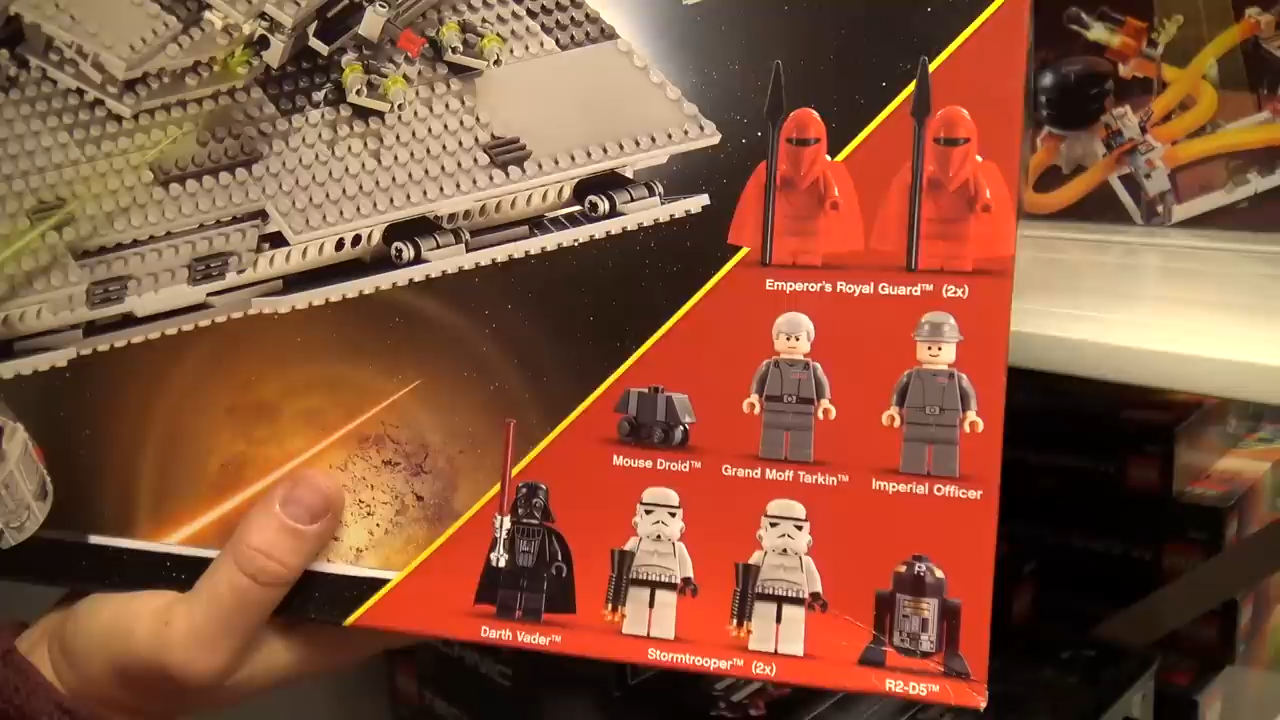 Emperor's Royal Guard™ (2x)
Mouse Droid™
Grand Moff Tarkin™
Imperial Officer
Darth Vader™
Stormtrooper™ (2x)
R2-D5™